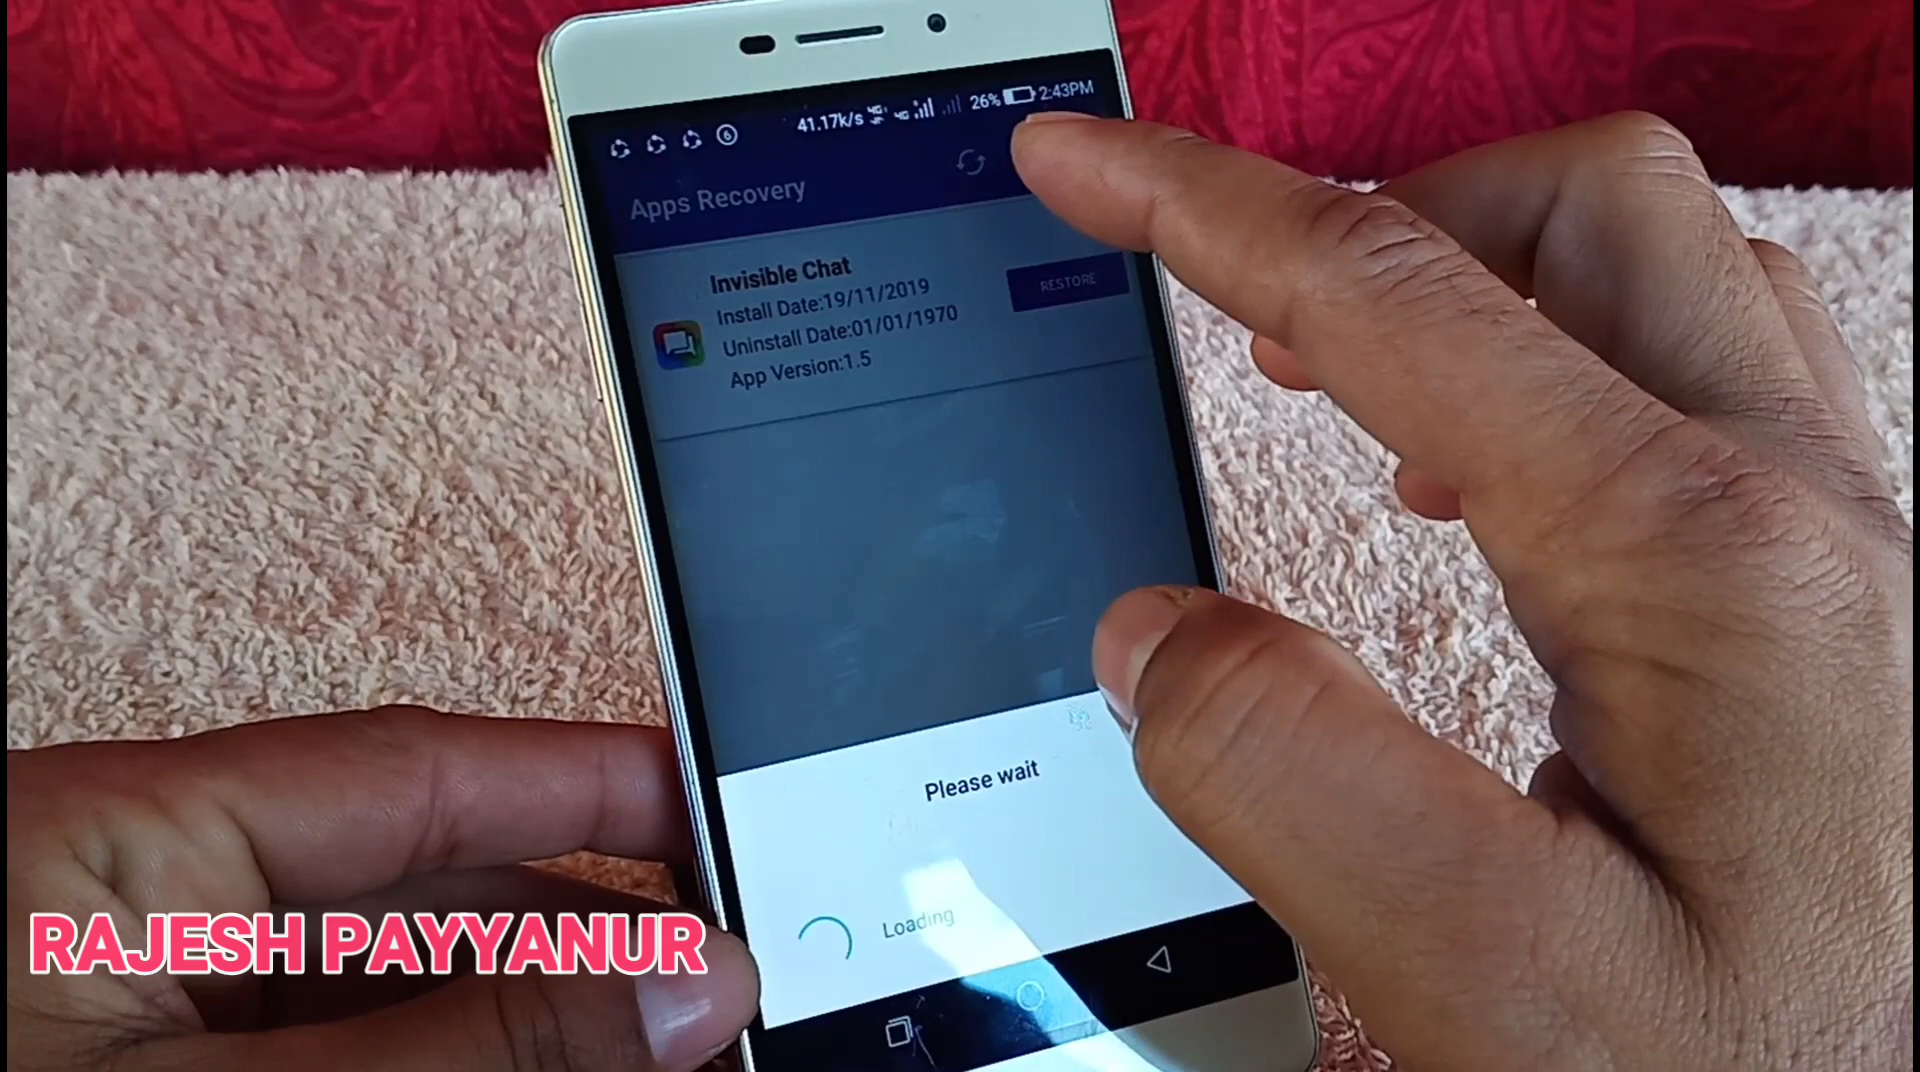 41.17k/s 4G 26% 2:43PM
Apps Recovery
Invisible Chat
Install Date:19/11/2019
Uninstall Date:01/01/1970
App Version:1.5
RESTORE
Please wait
Loading
RAJESH PAYYANUR